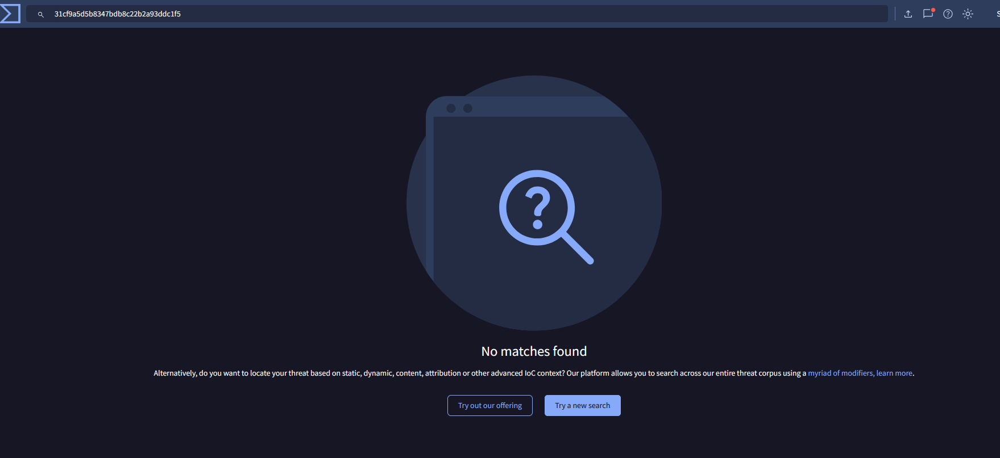 31cf9a5d5b8347bdb8c22b2a93ddc1f5
No matches found
Alternatively, do you want to locate your threat based on static, dynamic, content, attribution or other advanced IoC context? Our platform allows you to search across our entire threat corpus using a myriad of modifiers, learn more.
Try out our offering
Try a new search